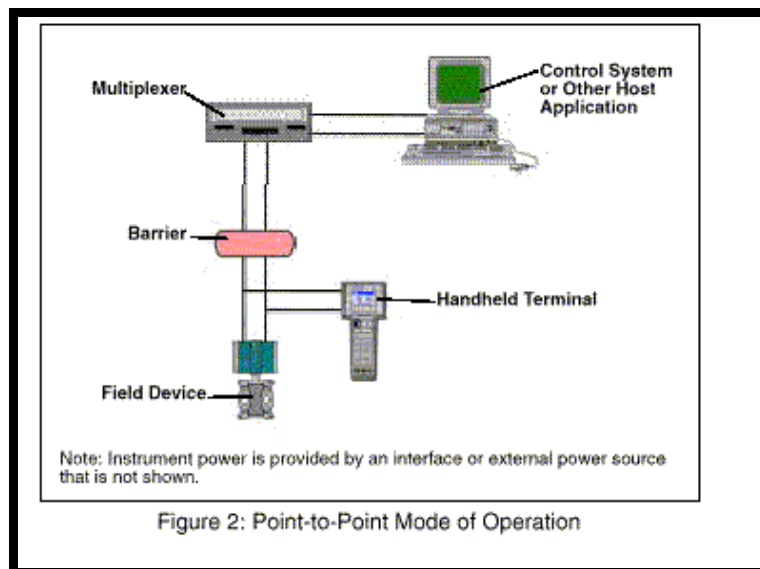 Multiplexer
Control System
or Other Host
Application
Barrier
Handheld Terminal
Field Device
Note: Instrument power is provided by an interface or external power source
that is not shown.
Figure 2: Point-to-Point Mode of Operation